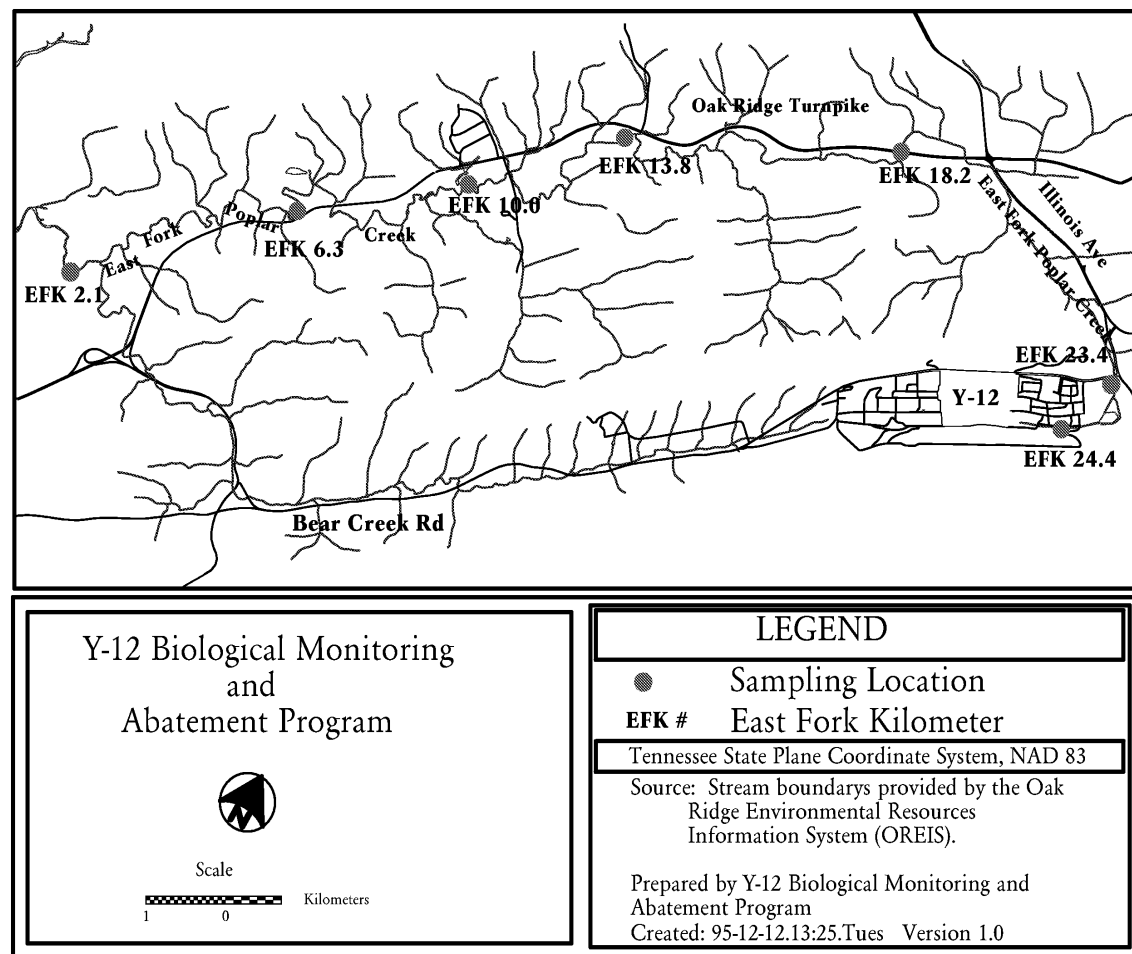 Oak Ridge Turnpike
EFK 13.8
EFK 18.2
EFK 10.0
East Fork Poplar Creek
EFK 6.3
EFK 2.1
Illinois Ave
East Fork Poplar Creek
EFK 23.4
Y-12
EFK 24.4
Bear Creek Rd
Y-12 Biological Monitoring
and
Abatement Program
N
Scale
Kilometers
1 0
LEGEND
Sampling Location
EFK # East Fork Kilometer
Tennessee State Plane Coordinate System, NAD 83
Source: Stream boundarys provided by the Oak
Ridge Environmental Resources
Information System (OREIS).
Prepared by Y-12 Biological Monitoring and
Abatement Program
Created: 95-12-12.13:25.Tues Version 1.0